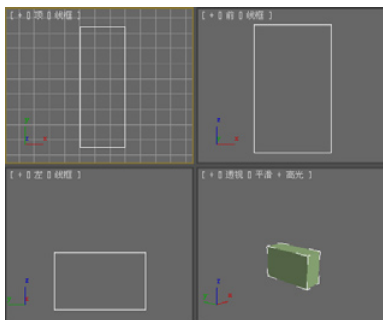 [ + 0 顶 0 线框 ]
[ + 0 前 0 线框 ]
[ + 0 左 0 线框 ]
[ + 0 透视 0 平滑 + 高光 ]